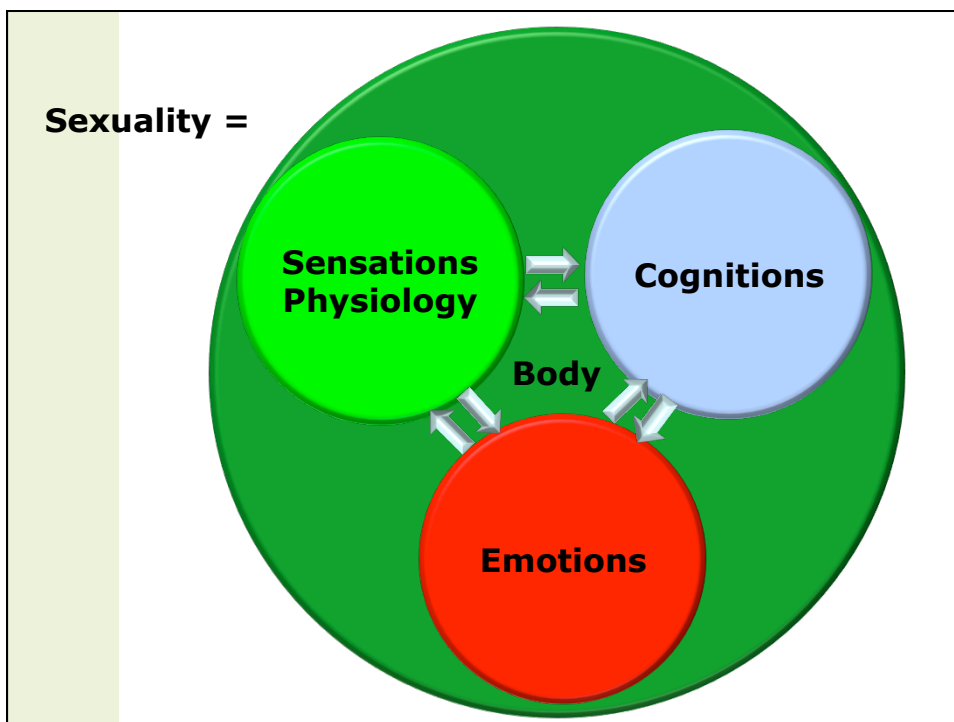 Sexuality =
Sensations
Physiology
Cognitions
Body
Emotions